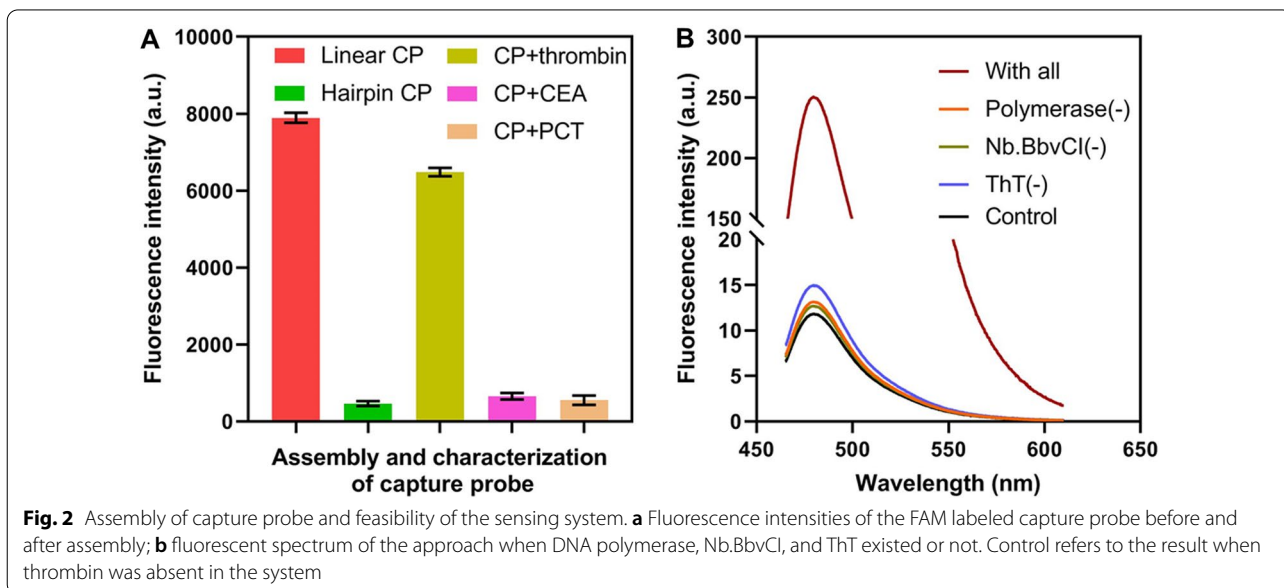 A
10000
8000
6000
4000
2000
0
Fluorescence intensity (a.u.)
Linear CP
Hairpin CP
CP+thrombin
CP+CEA
CP+PCT
Assembly and characterization
of capture probe
B
300
250
200
150
20
15
10
5
0
Fluorescence intensity (a.u.)
With all
Polymerase(-)
Nb.BbvCI(-)
ThT(-)
Control
450
500
550
600
650
Wavelength (nm)
Fig. 2 Assembly of capture probe and feasibility of the sensing system. a Fluorescence intensities of the FAM labeled capture probe before and
after assembly; b fluorescent spectrum of the approach when DNA polymerase, Nb.BbvCI, and ThT existed or not. Control refers to the result when
thrombin was absent in the system